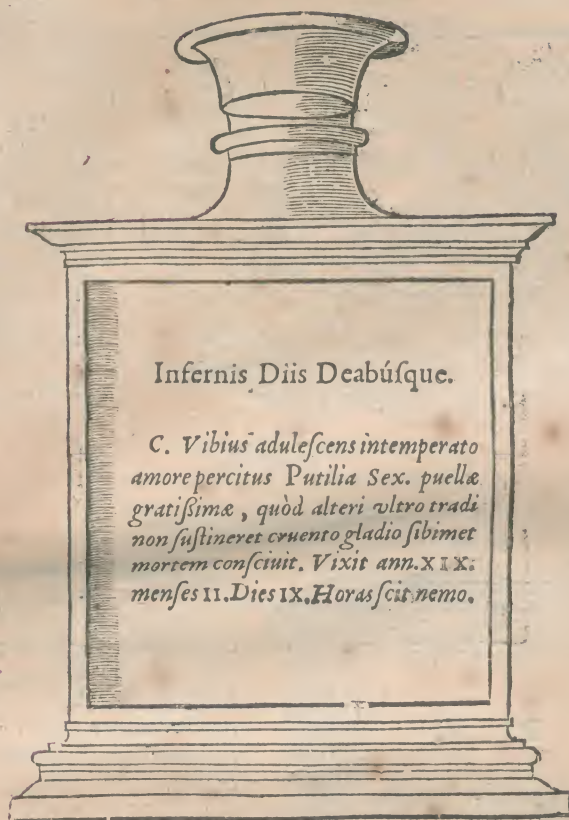 Infernis Diis Deabúſque.
C. Vibius aduleſcens intemperato
amore percitus Putilia Sex. puellæ
gratiſsimæ, quòd alteri vltro tradi
non ſuſtineret cruento gladio ſibimet
mortem conſciuit. Vixit ann. XIX.
menſes II. Dies IX. Horas ſcit nemo.